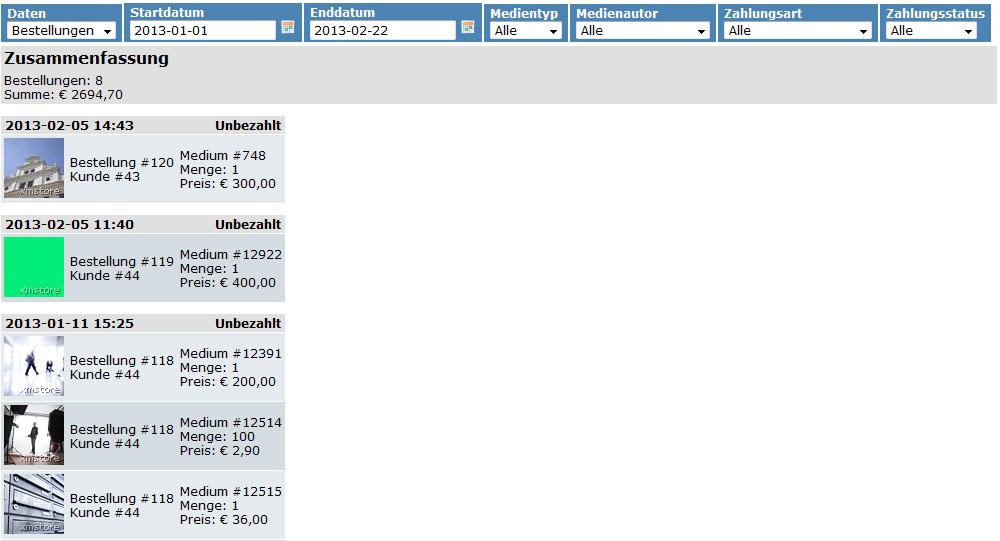 Daten Startdatum Enddatum Medientyp Medienautor Zahlungsart Zahlungsstatus
Bestellungen 2013-01-01 2013-02-22 Alle Alle Alle Alle
Zusammenfassung
Bestellungen: 8
Summe: € 2694,70
2013-02-05 14:43 Unbezahlt
xmstore
Bestellung #120
Kunde #43
Medium #748
Menge: 1
Preis: € 300,00
2013-02-05 11:40 Unbezahlt
xmstore
Bestellung #119
Kunde #44
Medium #12922
Menge: 1
Preis: € 400,00
2013-01-11 15:25 Unbezahlt
xmstore
Bestellung #118
Kunde #44
Medium #12391
Menge: 1
Preis: € 200,00
xmstore
Bestellung #118
Kunde #44
Medium #12514
Menge: 100
Preis: € 2,90
xmstore
Bestellung #118
Kunde #44
Medium #12515
Menge: 1
Preis: € 36,00